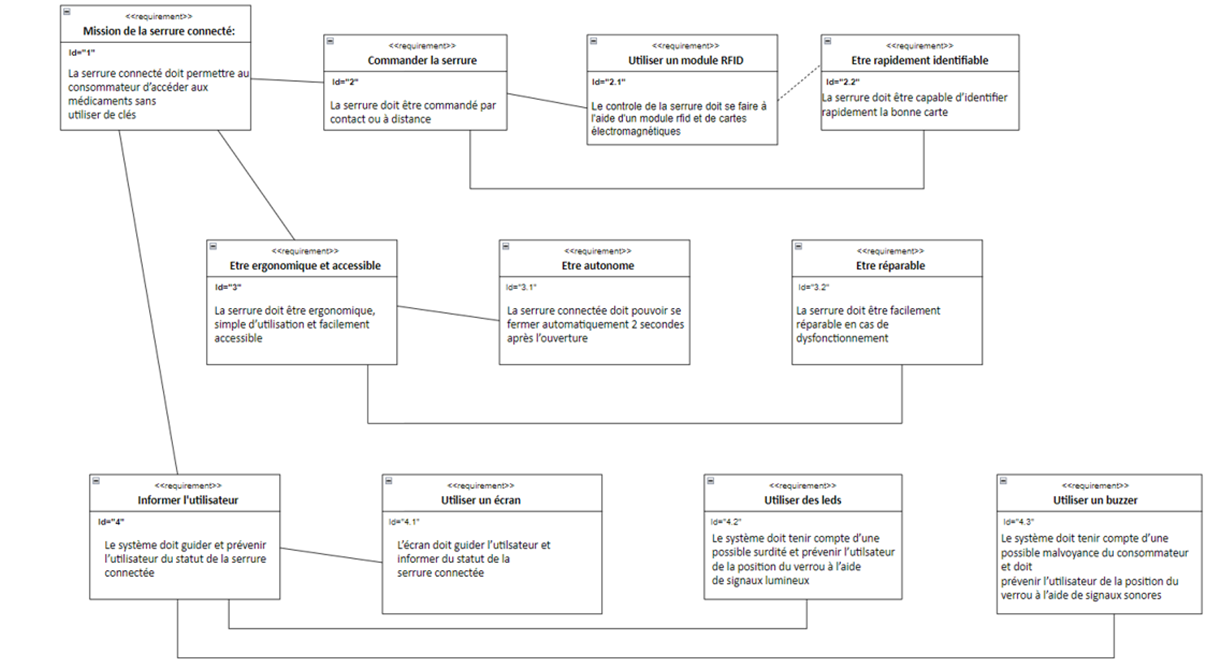 <<requirement>>
Mission de la serrure connecté:
Id="1"
La serrure connecté doit permettre au
consommateur d'accéder aux
médicaments sans
utiliser de clés
<<requirement>>
Commander la serrure
Id="2"
La serrure doit être commandé par
contact ou à distance
<<requirement>>
Utiliser un module RFID
Id="2.1"
Le controle de la serrure doit se faire à
l'aide d'un module rfid et de cartes
électromagnétiques
<<requirement>>
Etre rapidement identifiable
Id="2.2"
La serrure doit être capable d'identifier
rapidement la bonne carte
<<requirement>>
Etre ergonomique et accessible
Id="3"
La serrure doit être ergonomique,
simple d'utilisation et facilement
accessible
<<requirement>>
Etre autonome
Id="3.1"
La serrure connectée doit pouvoir se
fermer automatiquement 2 secondes
après l'ouverture
<<requirement>>
Etre réparable
Id="3.2"
La serrure doit être facilement
réparable en cas de
dysfonctionnement
<<requirement>>
Informer l'utilisateur
Id="4"
Le système doit guider et prévenir
l'utilisateur du statut de la serrure
connectée
<<requirement>>
Utiliser un écran
Id="4.1"
L'écran doit guider l'utilsateur et
informer du statut de la
serrure connectée
<<requirement>>
Utiliser des leds
Id="4.2"
Le système doit tenir compte d'une
possible surdité et prévenir l'utilisateur
de la position du verrou à l'aide
de signaux lumineux
<<requirement>>
Utiliser un buzzer
Id="4.3"
Le système doit tenir compte d'une
possible malvoyance du consommateur
et doit
prévenir l'utilisateur de la position du
verrou à l'aide de signaux sonores